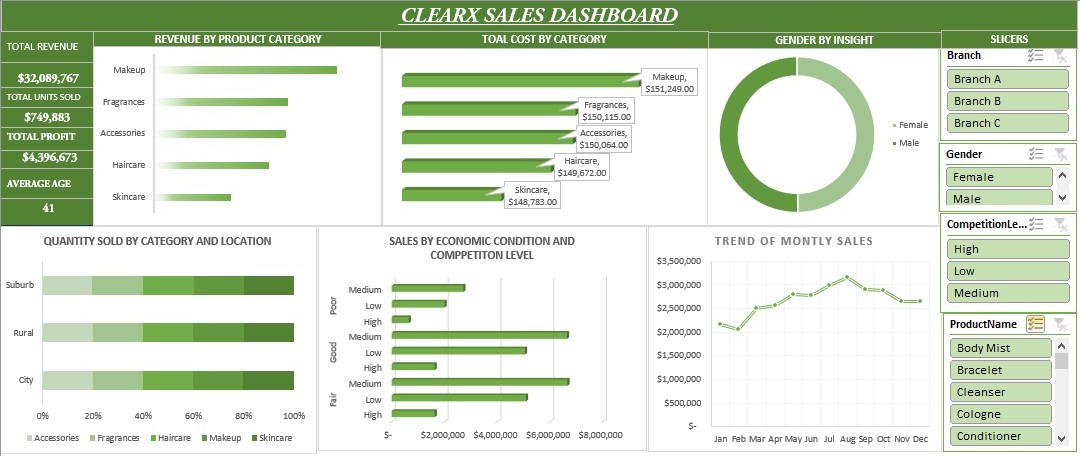 CLEARX SALES DASHBOARD
TOTAL REVENUE
$32,089,767
TOTAL UNITS SOLD
$749,883
TOTAL PROFIT
$4,396,673
AVERAGE AGE
41
REVENUE BY PRODUCT CATEGORY
Makeup
Fragrances
Accessories
Haircare
Skincare
TOAL COST BY CATEGORY
Makeup,
$151,249.00
Fragrances,
$150,115.00
Accessories,
$150,064.00
Haircare,
$149,672.00
Skincare,
$148,783.00
GENDER BY INSIGHT
Female
Male
SLICERS
Branch
Branch A
Branch B
Branch C
Gender
Female
Male
CompetitionLe...
High
Low
Medium
ProductName
Body Mist
Bracelet
Cleanser
Cologne
Conditioner
QUANTITY SOLD BY CATEGORY AND LOCATION
Suburb
Rural
City
0% 20% 40% 60% 80% 100%
Accessories Fragrances Haircare Makeup Skincare
SALES BY ECONOMIC CONDITION AND
COMPPETITON LEVEL
Poor
Medium
Low
High
Good
Medium
Low
High
Fair
Medium
Low
High
$- $2,000,000 $4,000,000 $6,000,000 $8,000,000
TREND OF MONTLY SALES
$3,500,000
$3,000,000
$2,500,000
$2,000,000
$1,500,000
$1,000,000
$500,000
$-
Jan Feb Mar Apr May Jun Jul Aug Sep Oct Nov Dec